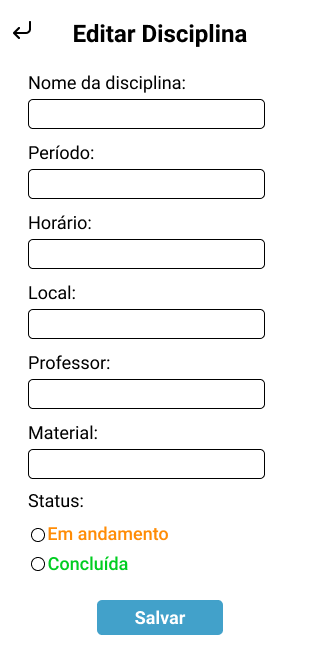 Editar Disciplina
Nome da disciplina:
Período:
Horário:
Local:
Professor:
Material:
Status:
Em andamento
Concluída
Salvar